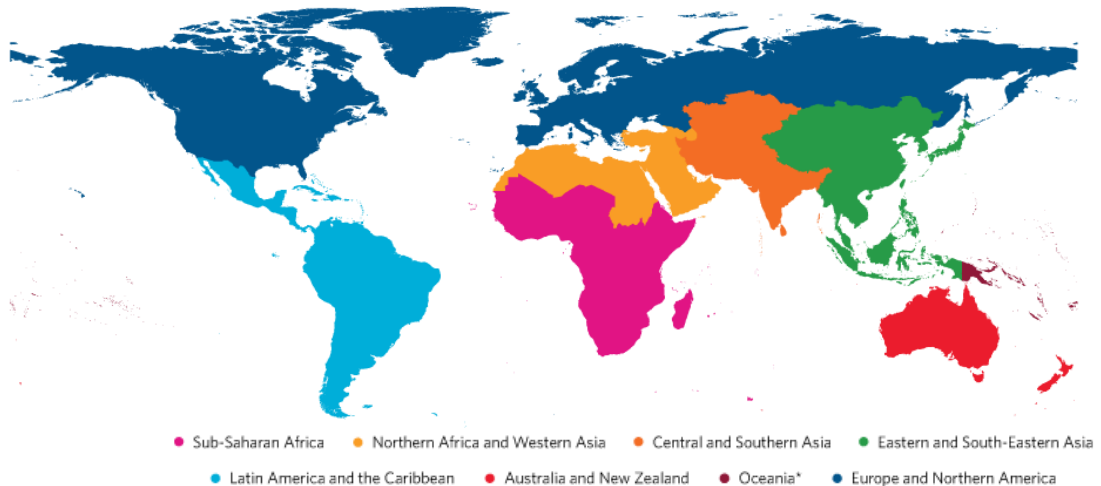 Sub-Saharan Africa Northern Africa and Western Asia Central and Southern Asia Eastern and South-Eastern Asia
Latin America and the Caribbean Australia and New Zealand Oceania* Europe and Northern America